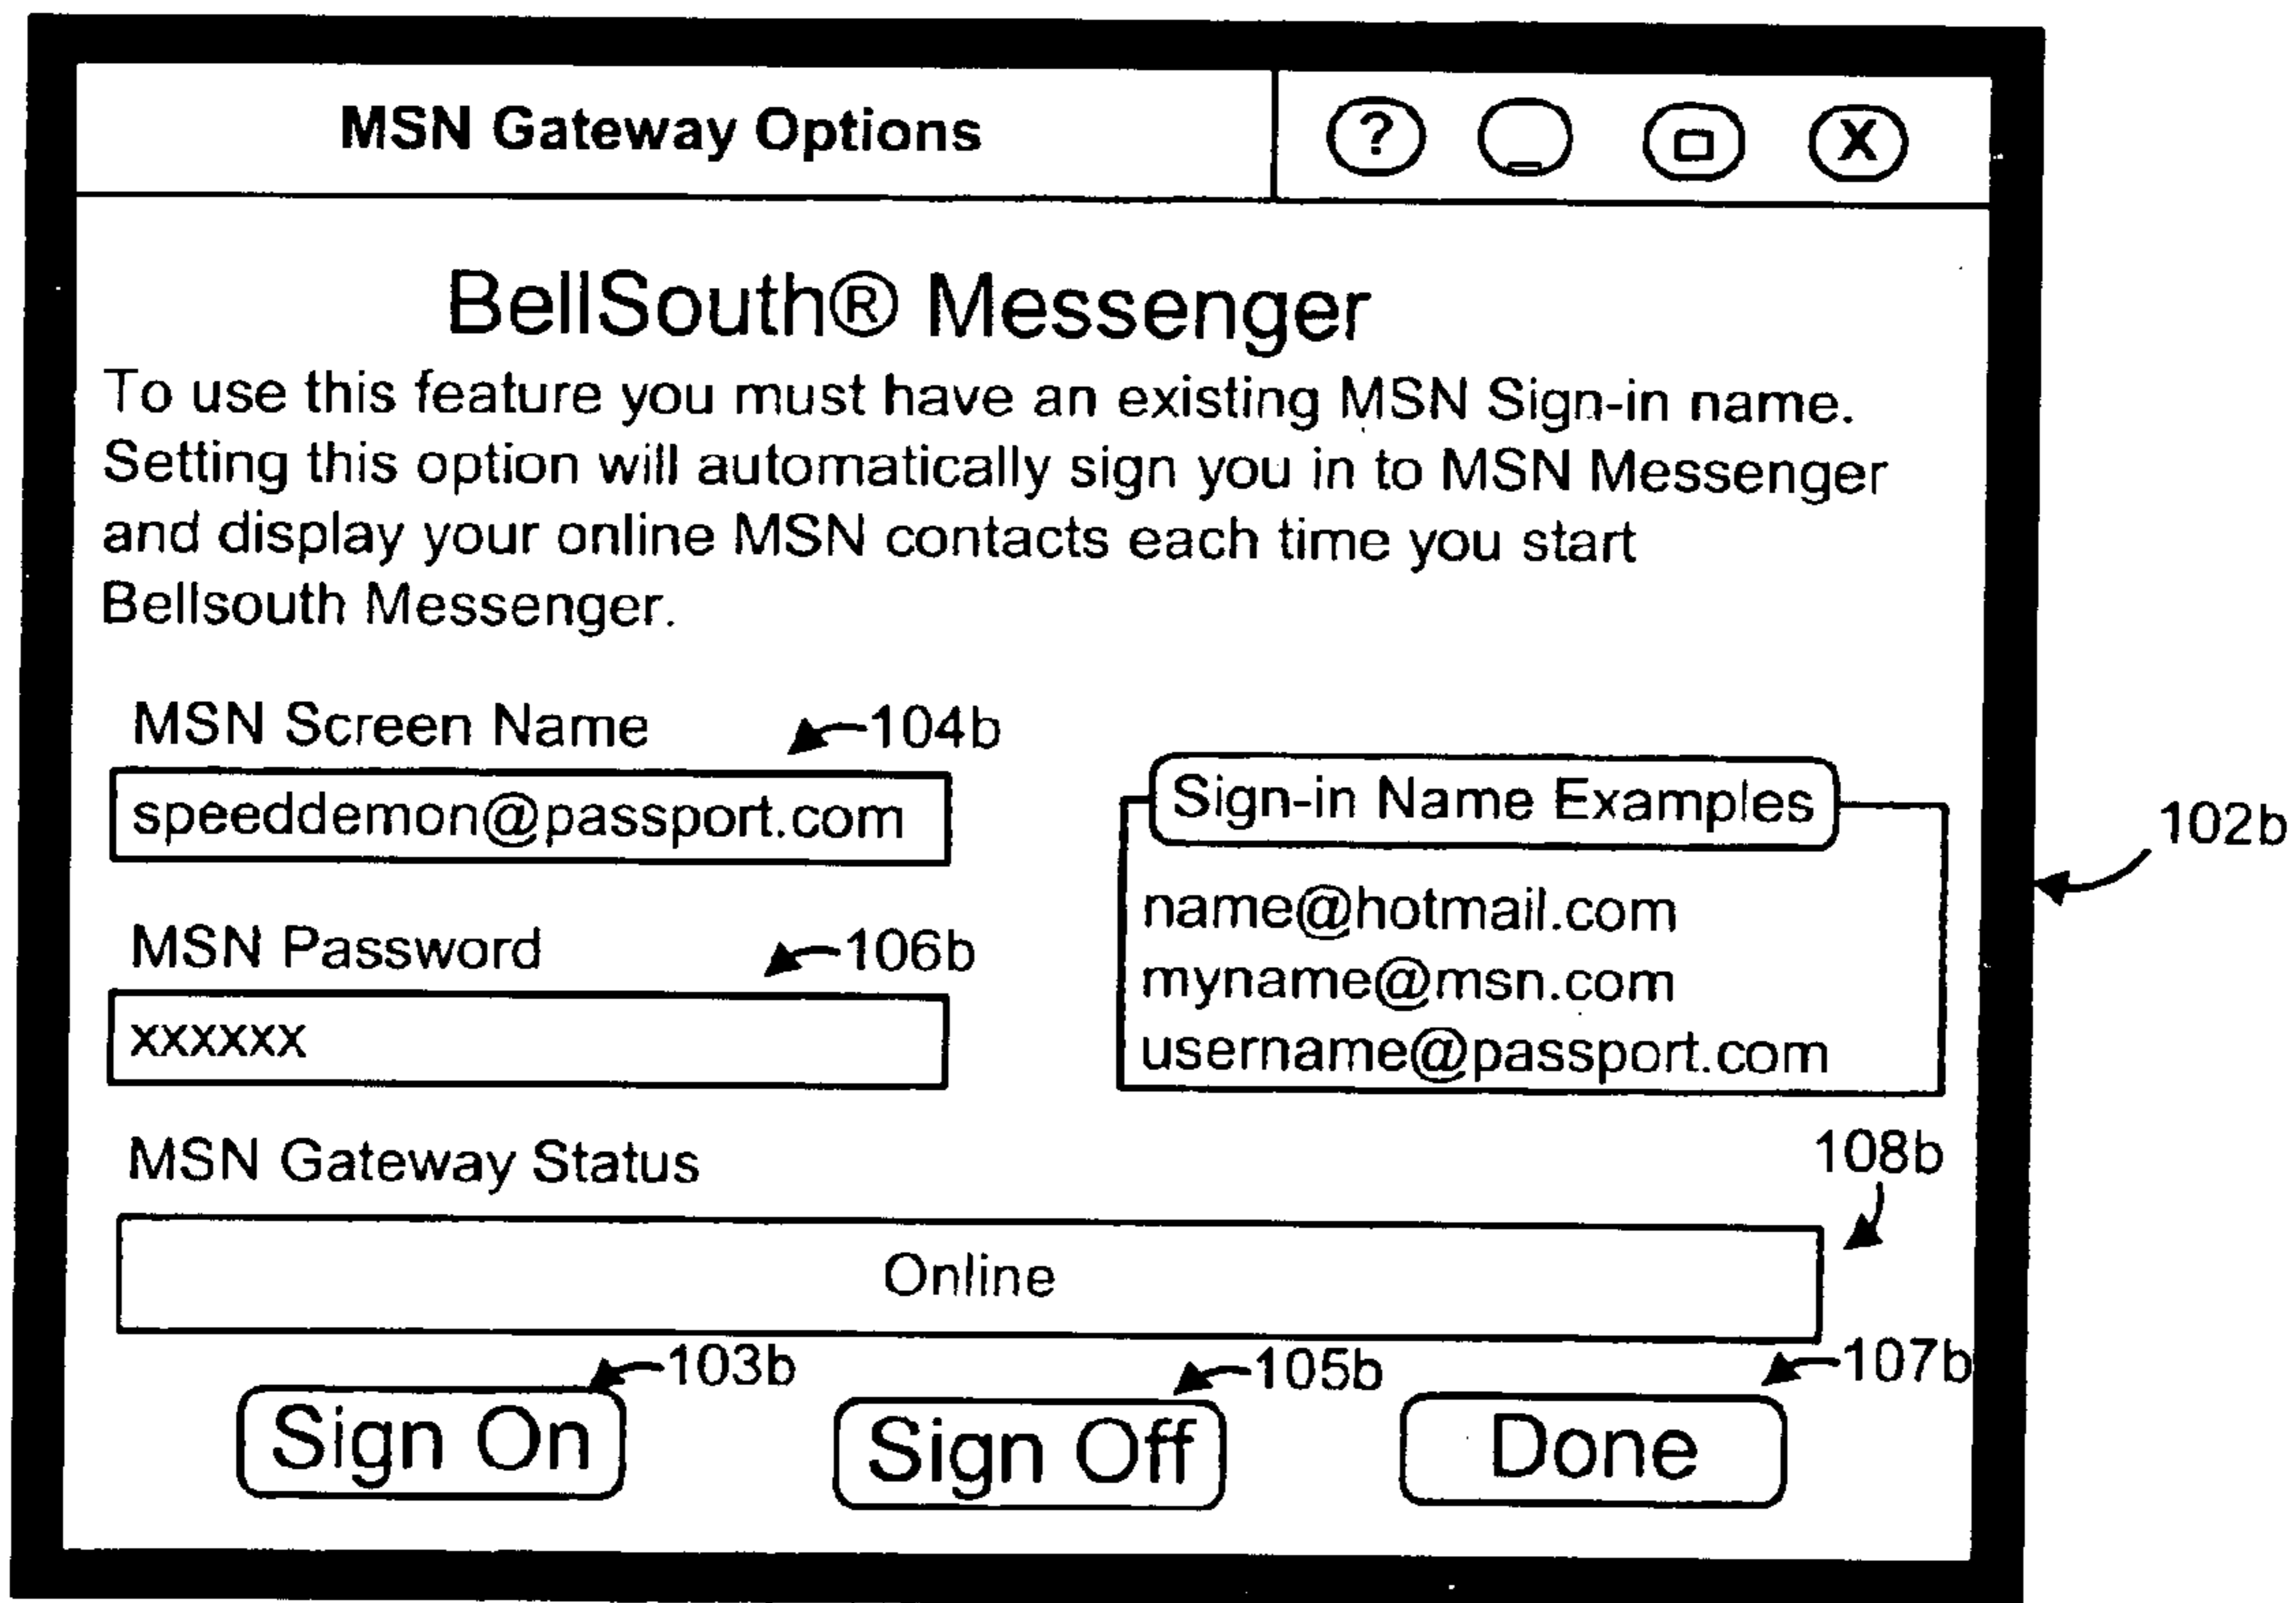 MSN Gateway Options
?
X
BellSouth® Messenger
To use this feature you must have an existing MSN Sign-in name.
Setting this option will automatically sign you in to MSN Messenger
and display your online MSN contacts each time you start
Bellsouth Messenger.
MSN Screen Name
104b
speeddemon@passport.com
Sign-in Name Examples
name@hotmail.com
myname@msn.com
username@passport.com
102b
MSN Password
106b
xxxxxx
MSN Gateway Status
108b
Online
103b
105b
107b
Sign On
Sign Off
Done